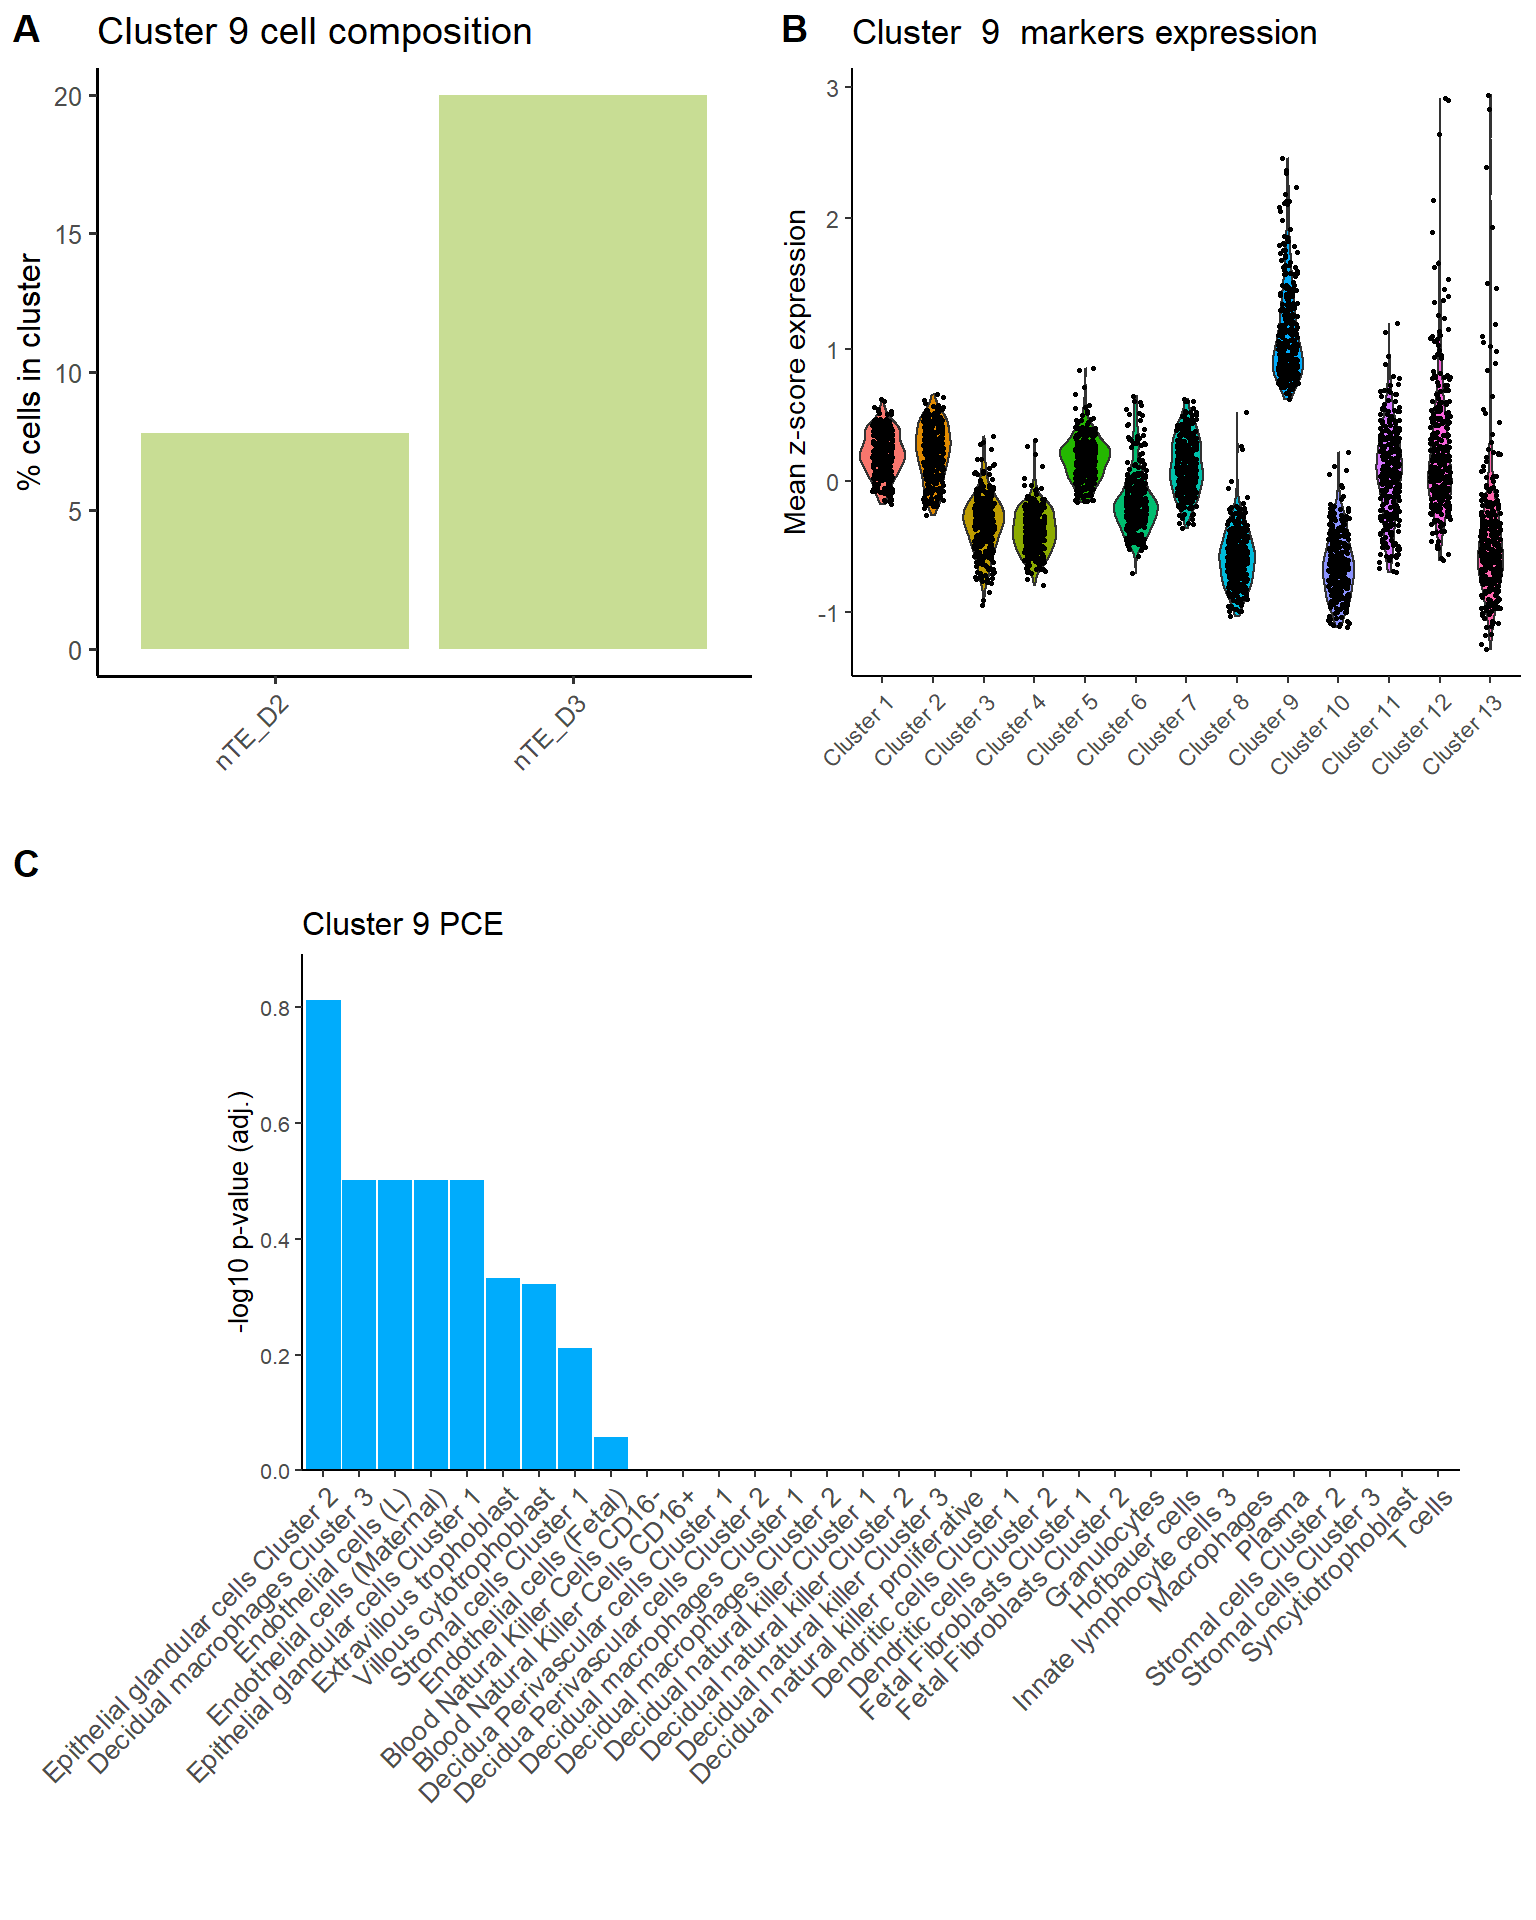 A
Cluster 9 cell composition
% cells in cluster
20
15
10
5
0
nTE_D2
nTE_D3
B
Cluster  9  markers expression
Mean z-score expression
3
2
1
0
-1
Cluster 1
Cluster 2
Cluster 3
Cluster 4
Cluster 5
Cluster 6
Cluster 7
Cluster 8
Cluster 9
Cluster 10
Cluster 11
Cluster 12
Cluster 13
C
Cluster 9 PCE
-log10 p-value (adj.)
0.8
0.6
0.4
0.2
0.0
Epithelial glandular cells Cluster 2
Decidual macrophages Cluster 3
Endothelial cells (L)
Endothelial cells (Maternal)
Epithelial glandular cells Cluster 1
Extravillous trophoblast
Villous cytotrophoblast
Stromal cells Cluster 1
Endothelial cells (Fetal)
Blood Natural Killer Cells CD16-
Blood Natural Killer Cells CD16+
Decidua Perivascular cells Cluster 1
Decidua Perivascular cells Cluster 2
Decidual macrophages Cluster 1
Decidual macrophages Cluster 2
Decidual natural killer Cluster 1
Decidual natural killer Cluster 2
Decidual natural killer Cluster 3
Decidual natural killer proliferative
Dendritic cells Cluster 1
Dendritic cells Cluster 2
Fetal Fibroblasts Cluster 1
Fetal Fibroblasts Cluster 2
Granulocytes
Hofbauer cells
Innate lymphocyte cells 3
Macrophages
Plasma
Stromal cells Cluster 2
Stromal cells Cluster 3
Syncytiotrophoblast
T cells